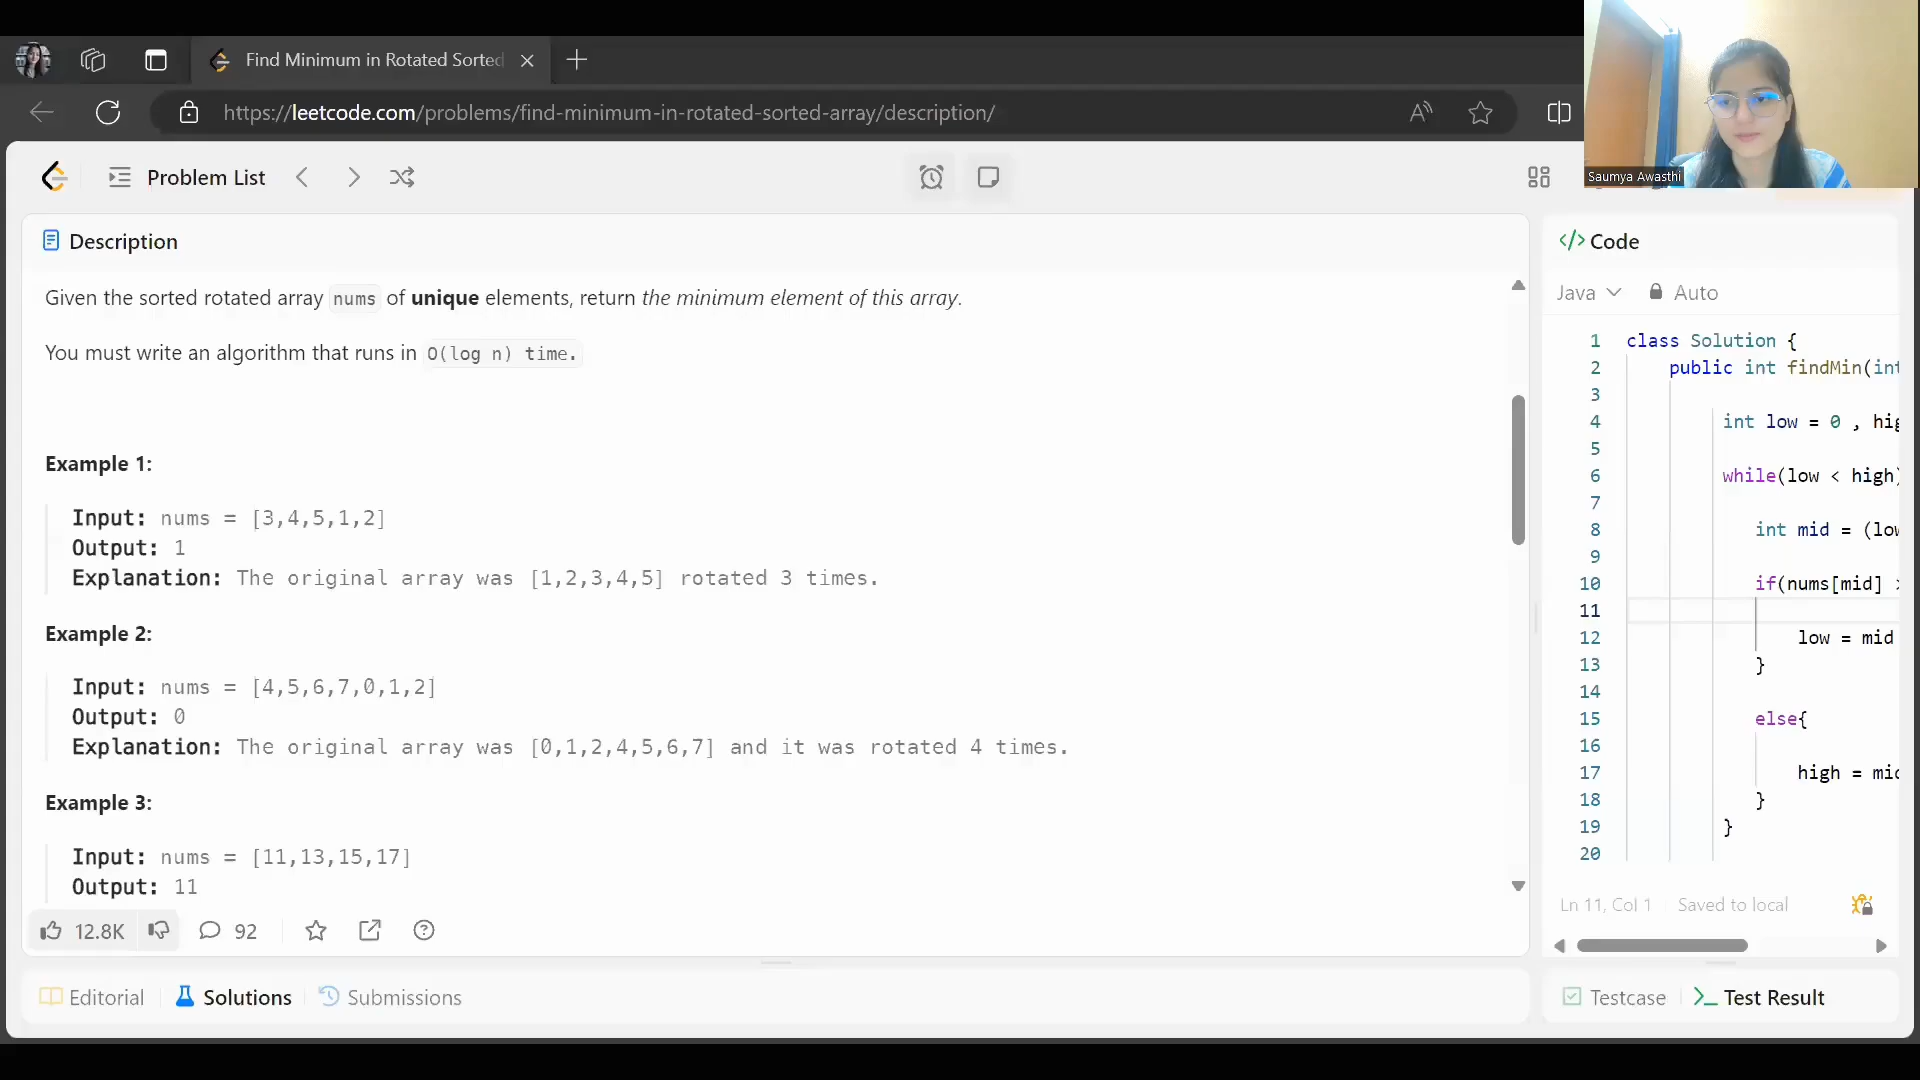 Find Minimum in Rotated Sorted
https://leetcode.com/problems/find-minimum-in-rotated-sorted-array/description/
Saumya Awasthi
Problem List
Description
Given the sorted rotated array nums of unique elements, return the minimum element of this array.
You must write an algorithm that runs in O(log n) time.
Example 1:
Input: nums = [3,4,5,1,2]
Output: 1
Explanation: The original array was [1,2,3,4,5] rotated 3 times.
Example 2:
Input: nums = [4,5,6,7,0,1,2]
Output: 0
Explanation: The original array was [0,1,2,4,5,6,7] and it was rotated 4 times.
Example 3:
Input: nums = [11,13,15,17]
Output: 11
12.8K
92
Editorial
Solutions
Submissions
</> Code
Java
Auto
1 class Solution {
2 public int findMin(int
3
4 int low = 0 , hig
5
6 while(low < high)
7
8 int mid = (low
9
10 if(nums[mid] >
11
12 low = mid
13 }
14
15 else{
16
17 high = mid
18 }
19 }
20
Ln 11, Col 1
Saved to local
Testcase
Test Result